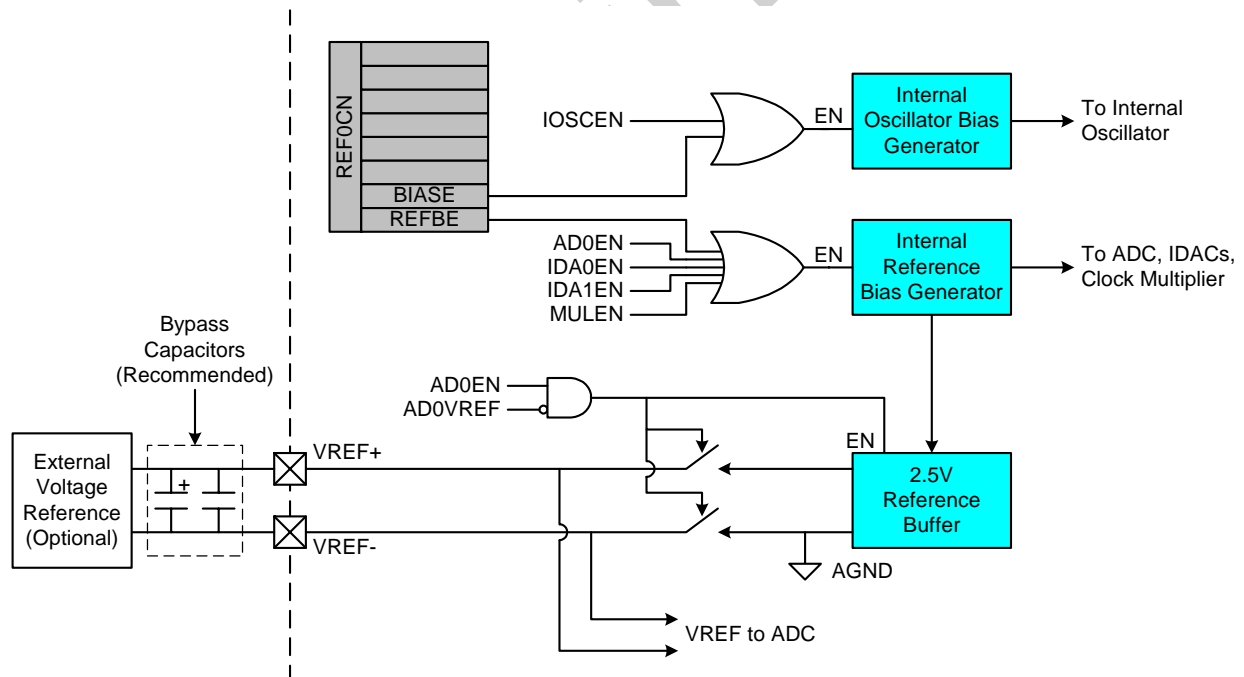 REF0CN
BIASE
REFBE
IOSCEN
EN
Internal
Oscillator Bias
Generator
To Internal
Oscillator
AD0EN
IDA0EN
IDA1EN
MULEN
EN
Internal
Reference
Bias Generator
To ADC, IDACs,
Clock Multiplier
Bypass
Capacitors
(Recommended)
AD0EN
AD0VREF
EN
External
Voltage
Reference
(Optional)
+
VREF+
VREF-
2.5V
Reference
Buffer
AGND
VREF to ADC